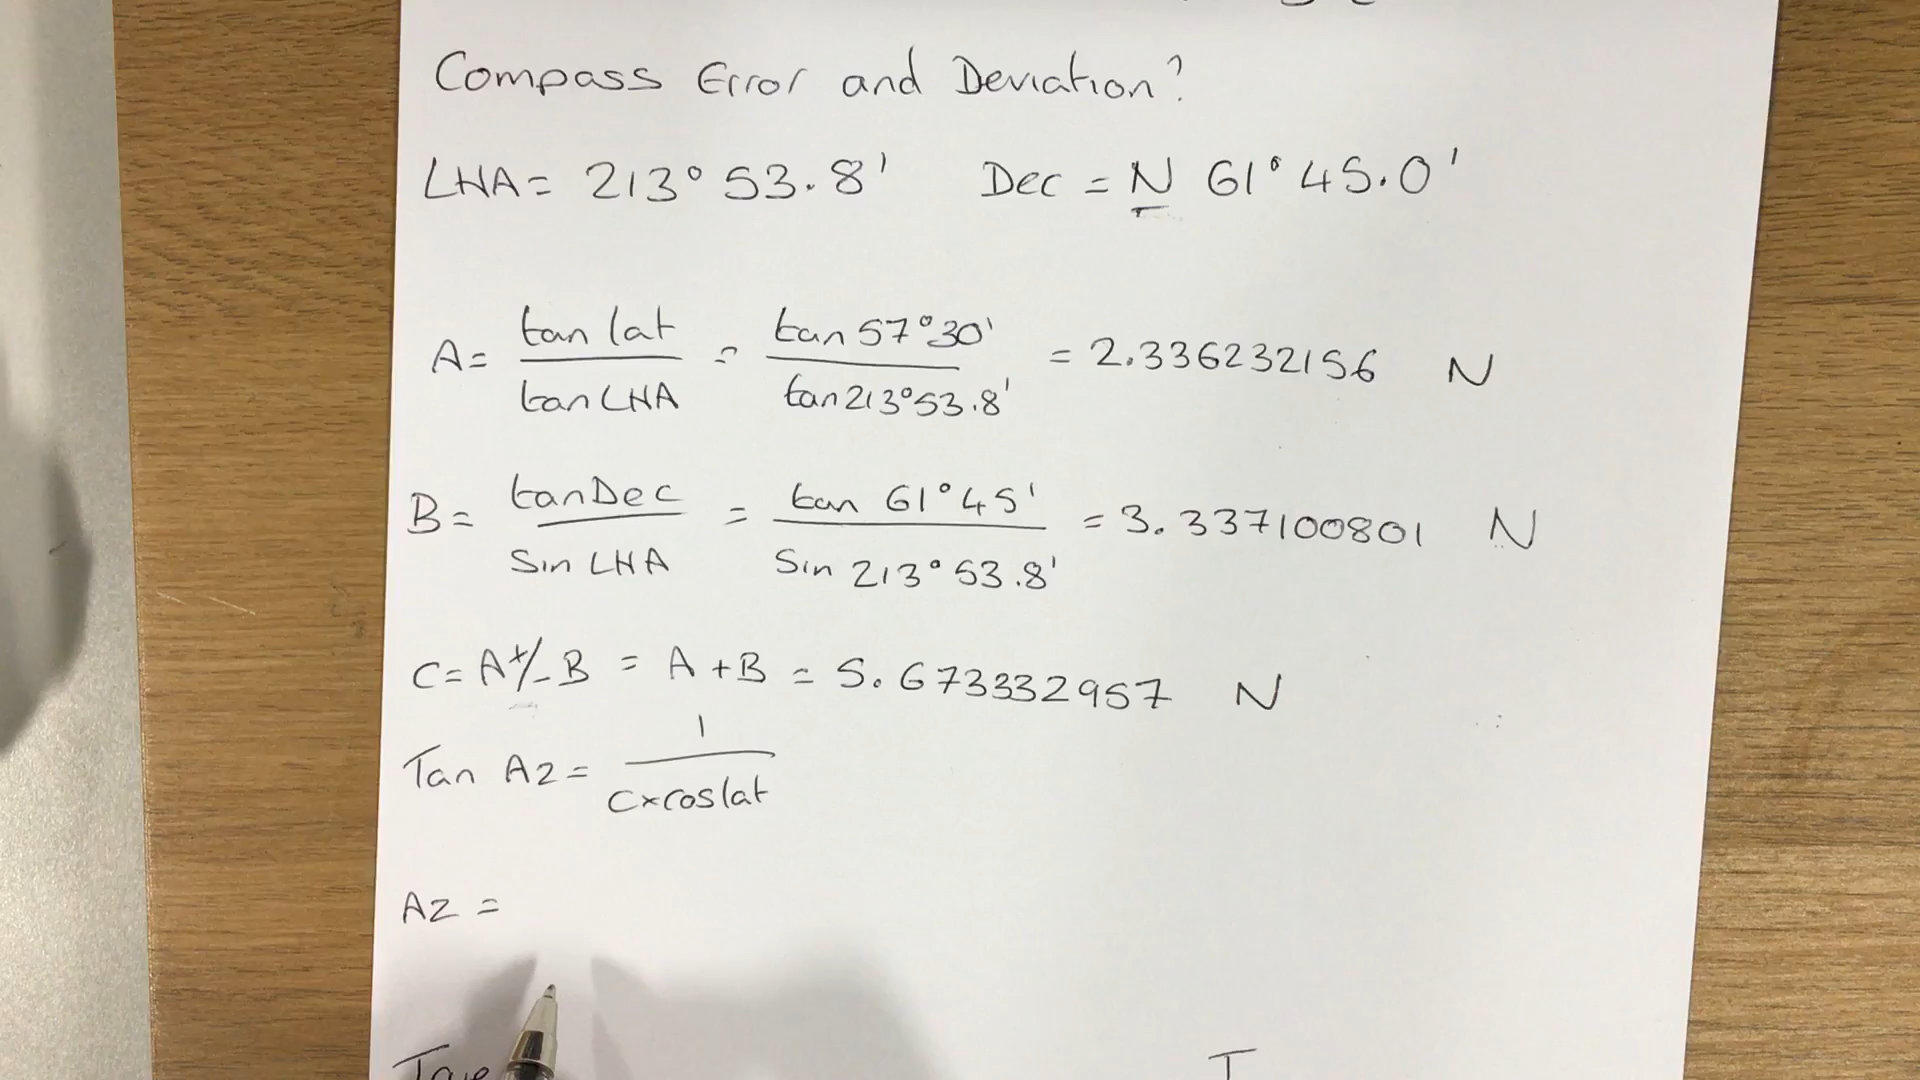 Compass Error and Deviation?
LHA = 213° 53.8' Dec = N 61° 45.0'
A = tan lat / tan LHA = tan 57°30' / tan 213°53.8' = 2.336232156 N
B = tan Dec / Sin LHA = tan 61°45' / Sin 213°53.8' = 3.337100801 N
C = A +/- B = A + B = 5.673332957 N
Tan Az = 1 / C×cos lat
Az =